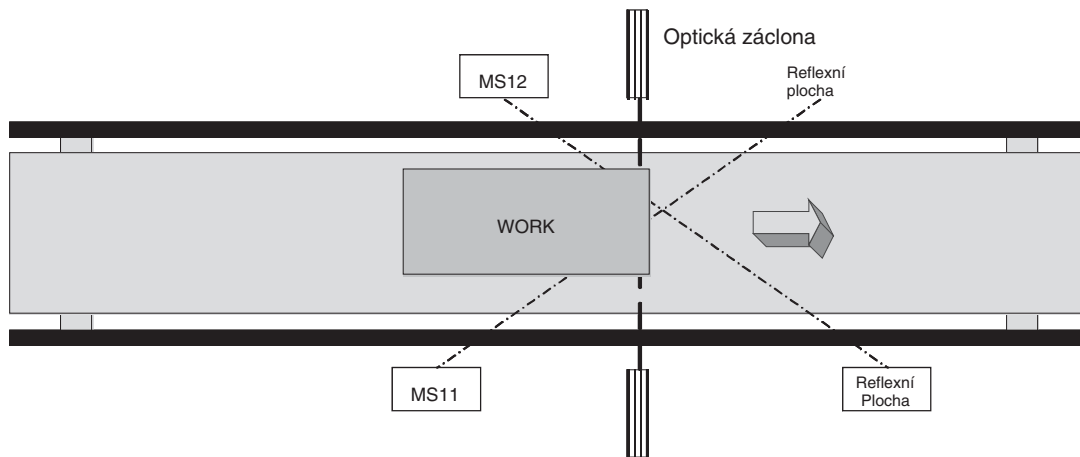 Optická záclona
MS12
Reflexní
plocha
WORK
MS11
Reflexní
Plocha